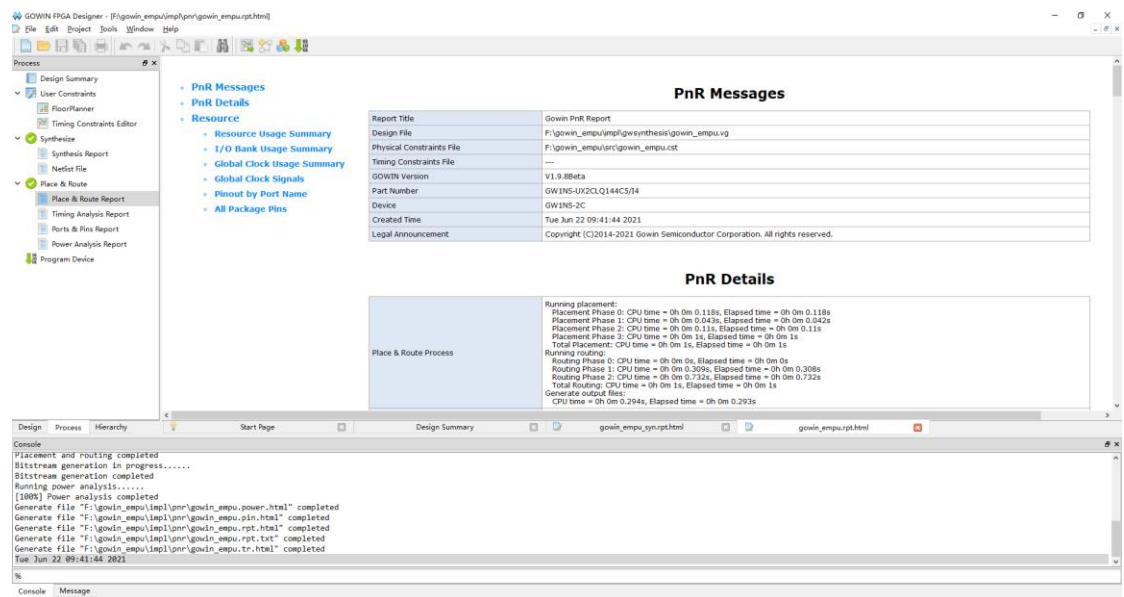 GOWIN FPGA Designer - [F:\gowin_empu\impl\pnr\gowin_empu.rpt.html]
File Edit Project Tools Window Help
Process
Design Summary
User Constraints
FloorPlanner
Timing Constraints Editor
Synthesize
Synthesis Report
Netlist File
Place & Route
Place & Route Report
Timing Analysis Report
Ports & Pins Report
Power Analysis Report
Program Device
PnR Messages
PnR Details
Resource
Resource Usage Summary
I/O Bank Usage Summary
Global Clock Usage Summary
Global Clock Signals
Pinout by Port Name
All Package Pins
PnR Messages
Report Title Gowin PnR Report
Design File F:\gowin_empu\impl\gwsynthesis\gowin_empu.vg
Physical Constraints File F:\gowin_empu\src\gowin_empu.cst
Timing Constraints File ---
GOWIN Version V1.9.8Beta
Part Number GW1NS-UX2CLQ144C5/I4
Device GW1NS-2C
Created Time Tue Jun 22 09:41:44 2021
Legal Announcement Copyright (C)2014-2021 Gowin Semiconductor Corporation. All rights reserved.
PnR Details
Place & Route Process
Running placement:
Placement Phase 0: CPU time = 0h 0m 0.118s, Elapsed time = 0h 0m 0.118s
Placement Phase 1: CPU time = 0h 0m 0.043s, Elapsed time = 0h 0m 0.042s
Placement Phase 2: CPU time = 0h 0m 0.11s, Elapsed time = 0h 0m 0.11s
Placement Phase 3: CPU time = 0h 0m 1s, Elapsed time = 0h 0m 1s
Total Placement: CPU time = 0h 0m 1s, Elapsed time = 0h 0m 1s
Running routing:
Routing Phase 0: CPU time = 0h 0m 0s, Elapsed time = 0h 0m 0s
Routing Phase 1: CPU time = 0h 0m 0.309s, Elapsed time = 0h 0m 0.308s
Routing Phase 2: CPU time = 0h 0m 0.732s, Elapsed time = 0h 0m 0.732s
Total Routing: CPU time = 0h 0m 1s, Elapsed time = 0h 0m 1s
Generate output files:
CPU time = 0h 0m 0.294s, Elapsed time = 0h 0m 0.293s
Design Process Hierarchy Start Page Design Summary gowin_empu_syn.rpt.html gowin_empu.rpt.html
Console
Placement and routing completed
Bitstream generation in progress......
Bitstream generation completed
Running power analysis......
[100%] Power analysis completed
Generate file "F:\gowin_empu\impl\pnr\gowin_empu.power.html" completed
Generate file "F:\gowin_empu\impl\pnr\gowin_empu.pin.html" completed
Generate file "F:\gowin_empu\impl\pnr\gowin_empu.rpt.html" completed
Generate file "F:\gowin_empu\impl\pnr\gowin_empu.rpt.txt" completed
Generate file "F:\gowin_empu\impl\pnr\gowin_empu.tr.html" completed
Tue Jun 22 09:41:44 2021
%
Console Message